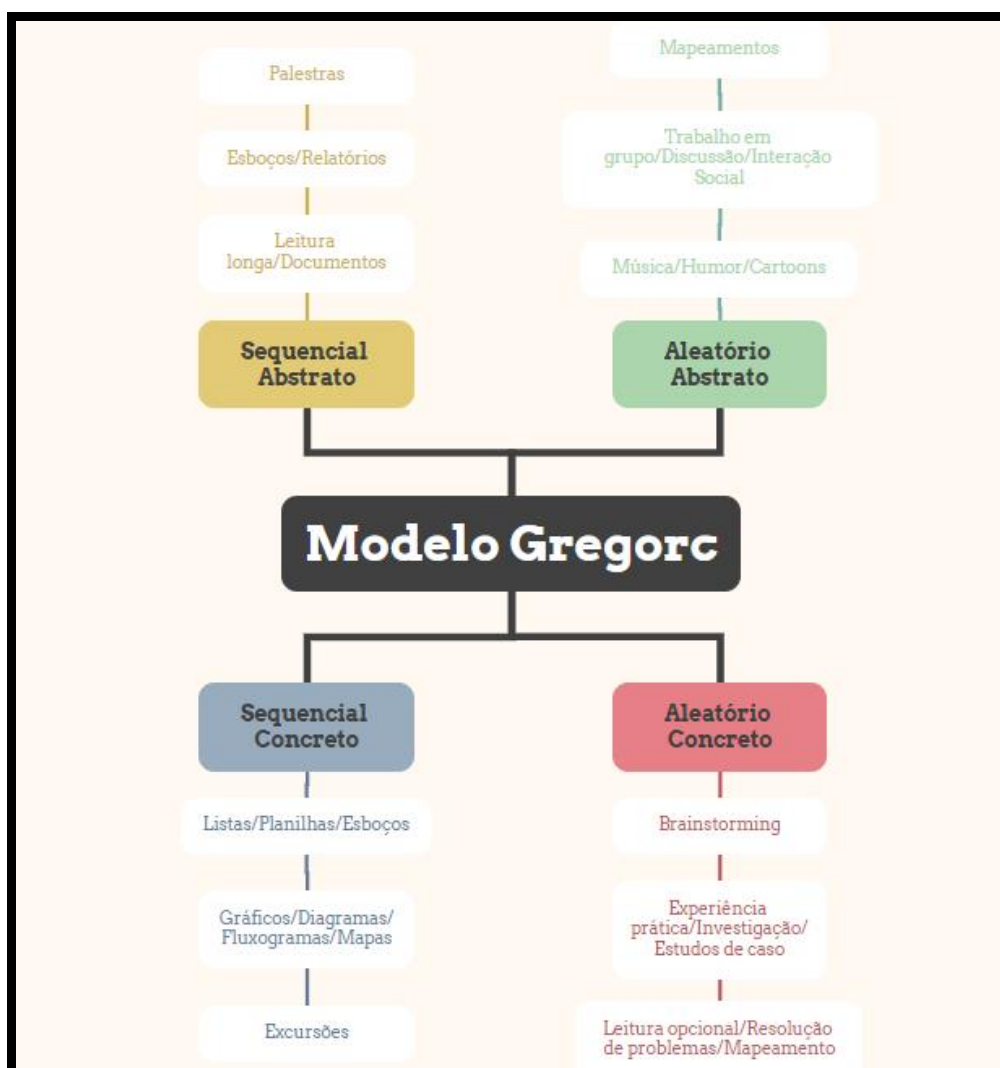 Palestras
Esboços/Relatórios
Leitura
longa/Documentos
Sequencial
Abstrato
Mapeamentos
Trabalho em
grupo/Discussão/Interação
Social
Música/Humor/Cartoons
Aleatório
Abstrato
Modelo Gregorc
Sequencial
Concreto
Listas/Planilhas/Esboços
Gráficos/Diagramas/
Fluxogramas/Mapas
Excursões
Aleatório
Concreto
Brainstorming
Experiência
prática/Investigação/
Estudos de caso
Leitura opcional/Resolução
de problemas/Mapeamento